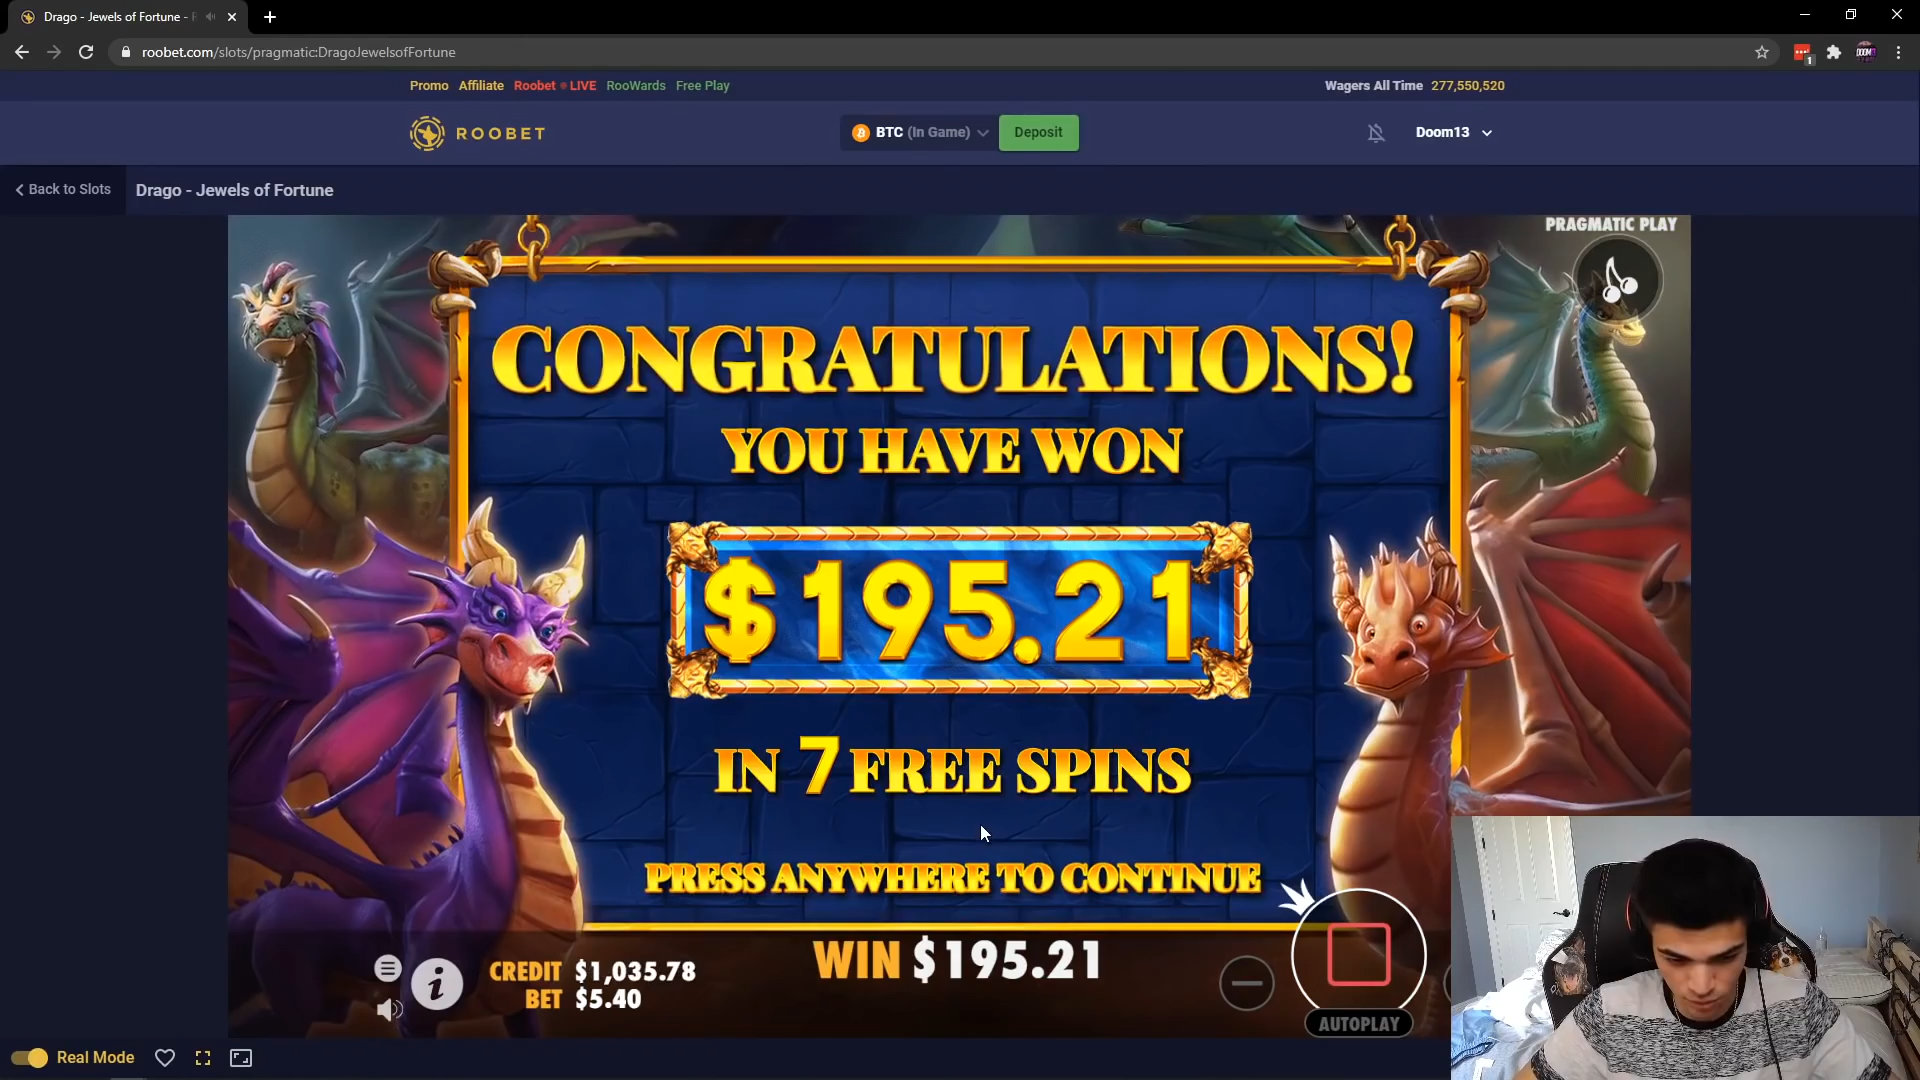 Drago - Jewels of Fortune -
roobet.com/slots/pragmatic:DragoJewelsofFortune
1
Promo Affiliate Roobet LIVE RooWards Free Play
Wagers All Time 277,550,520
ROOBET
BTC (In Game)
Deposit
Doom13
Back to Slots
Drago - Jewels of Fortune
PRAGMATIC PLAY
CONGRATULATIONS!
YOU HAVE WON
$195.21
IN 7 FREE SPINS
PRESS ANYWHERE TO CONTINUE
CREDIT $1,035.78
BET $5.40
WIN $195.21
AUTOPLAY
Real Mode